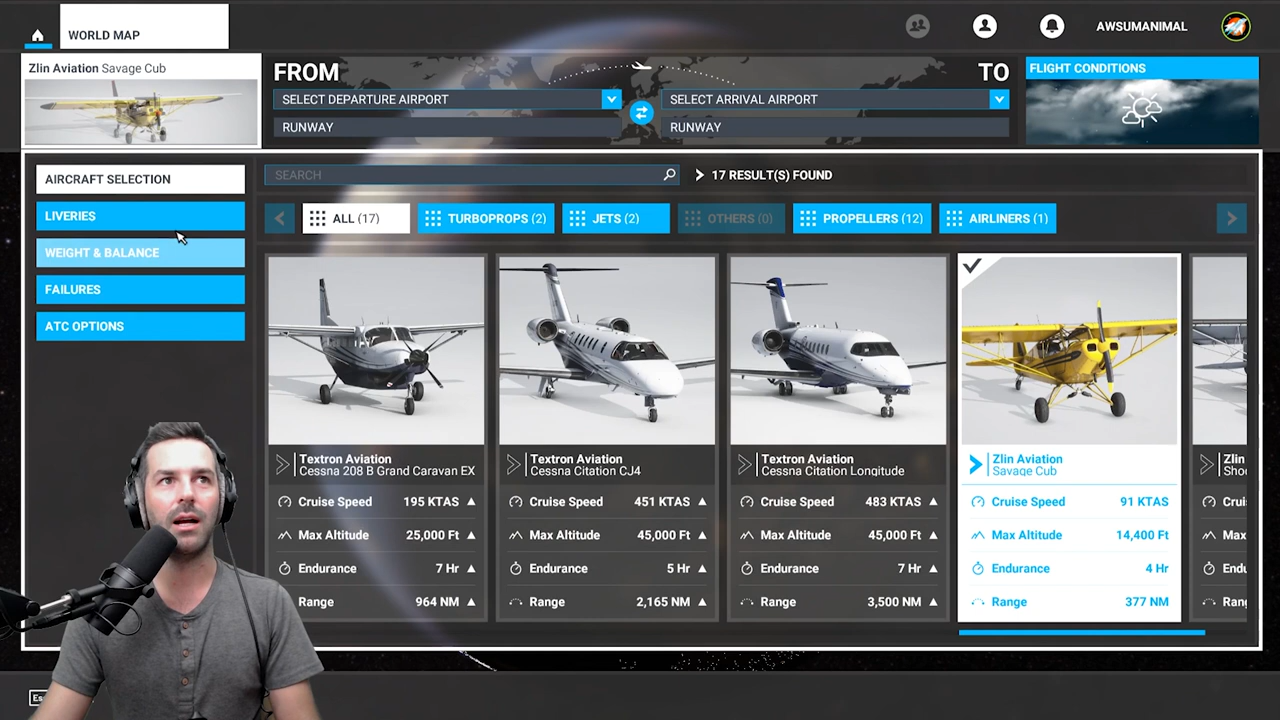 WORLD MAP
AWSUMANIMAL
Zlin Aviation Savage Cub
FROM
TO
SELECT DEPARTURE AIRPORT
SELECT ARRIVAL AIRPORT
RUNWAY
RUNWAY
FLIGHT CONDITIONS
AIRCRAFT SELECTION
LIVERIES
WEIGHT & BALANCE
FAILURES
ATC OPTIONS
SEARCH
17 RESULT(S) FOUND
ALL (17)
TURBOPROPS (2)
JETS (2)
OTHERS (0)
PROPELLERS (12)
AIRLINERS (1)
Textron Aviation
Cessna 208 B Grand Caravan EX
Cruise Speed 195 KTAS
Max Altitude 25,000 Ft
Endurance 7 Hr
Range 964 NM
Textron Aviation
Cessna Citation CJ4
Cruise Speed 451 KTAS
Max Altitude 45,000 Ft
Endurance 5 Hr
Range 2,165 NM
Textron Aviation
Cessna Citation Longitude
Cruise Speed 483 KTAS
Max Altitude 45,000 Ft
Endurance 7 Hr
Range 3,500 NM
Zlin Aviation
Savage Cub
Cruise Speed 91 KTAS
Max Altitude 14,400 Ft
Endurance 4 Hr
Range 377 NM
Zlin